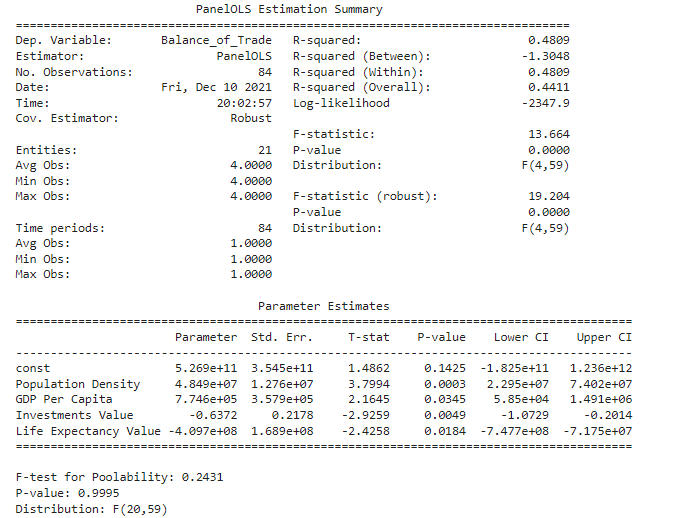 PanelOLS Estimation Summary
Dep. Variable: Balance_of_Trade R-squared: 0.4809
Estimator: PanelOLS R-squared (Between): -1.3048
No. Observations: 84 R-squared (Within): 0.4809
Date: Fri, Dec 10 2021 R-squared (Overall): 0.4411
Time: 20:02:57 Log-likelihood -2347.9
Cov. Estimator: Robust
F-statistic: 13.664
Entities: 21 P-value 0.0000
Avg Obs: 4.0000 Distribution: F(4,59)
Min Obs: 4.0000
Max Obs: 4.0000 F-statistic (robust): 19.204
P-value 0.0000
Time periods: 84 Distribution: F(4,59)
Avg Obs: 1.0000
Min Obs: 1.0000
Max Obs: 1.0000
Parameter Estimates
Parameter Std. Err. T-stat P-value Lower CI Upper CI
const 5.269e+11 3.545e+11 1.4862 0.1425 -1.825e+11 1.236e+12
Population Density 4.849e+07 1.276e+07 3.7994 0.0003 2.295e+07 7.402e+07
GDP Per Capita 7.746e+05 3.579e+05 2.1645 0.0345 5.85e+04 1.491e+06
Investments Value -0.6372 0.2178 -2.9259 0.0049 -1.0729 -0.2014
Life Expectancy Value -4.097e+08 1.689e+08 -2.4258 0.0184 -7.477e+08 -7.175e+07
F-test for Poolability: 0.2431
P-value: 0.9995
Distribution: F(20,59)